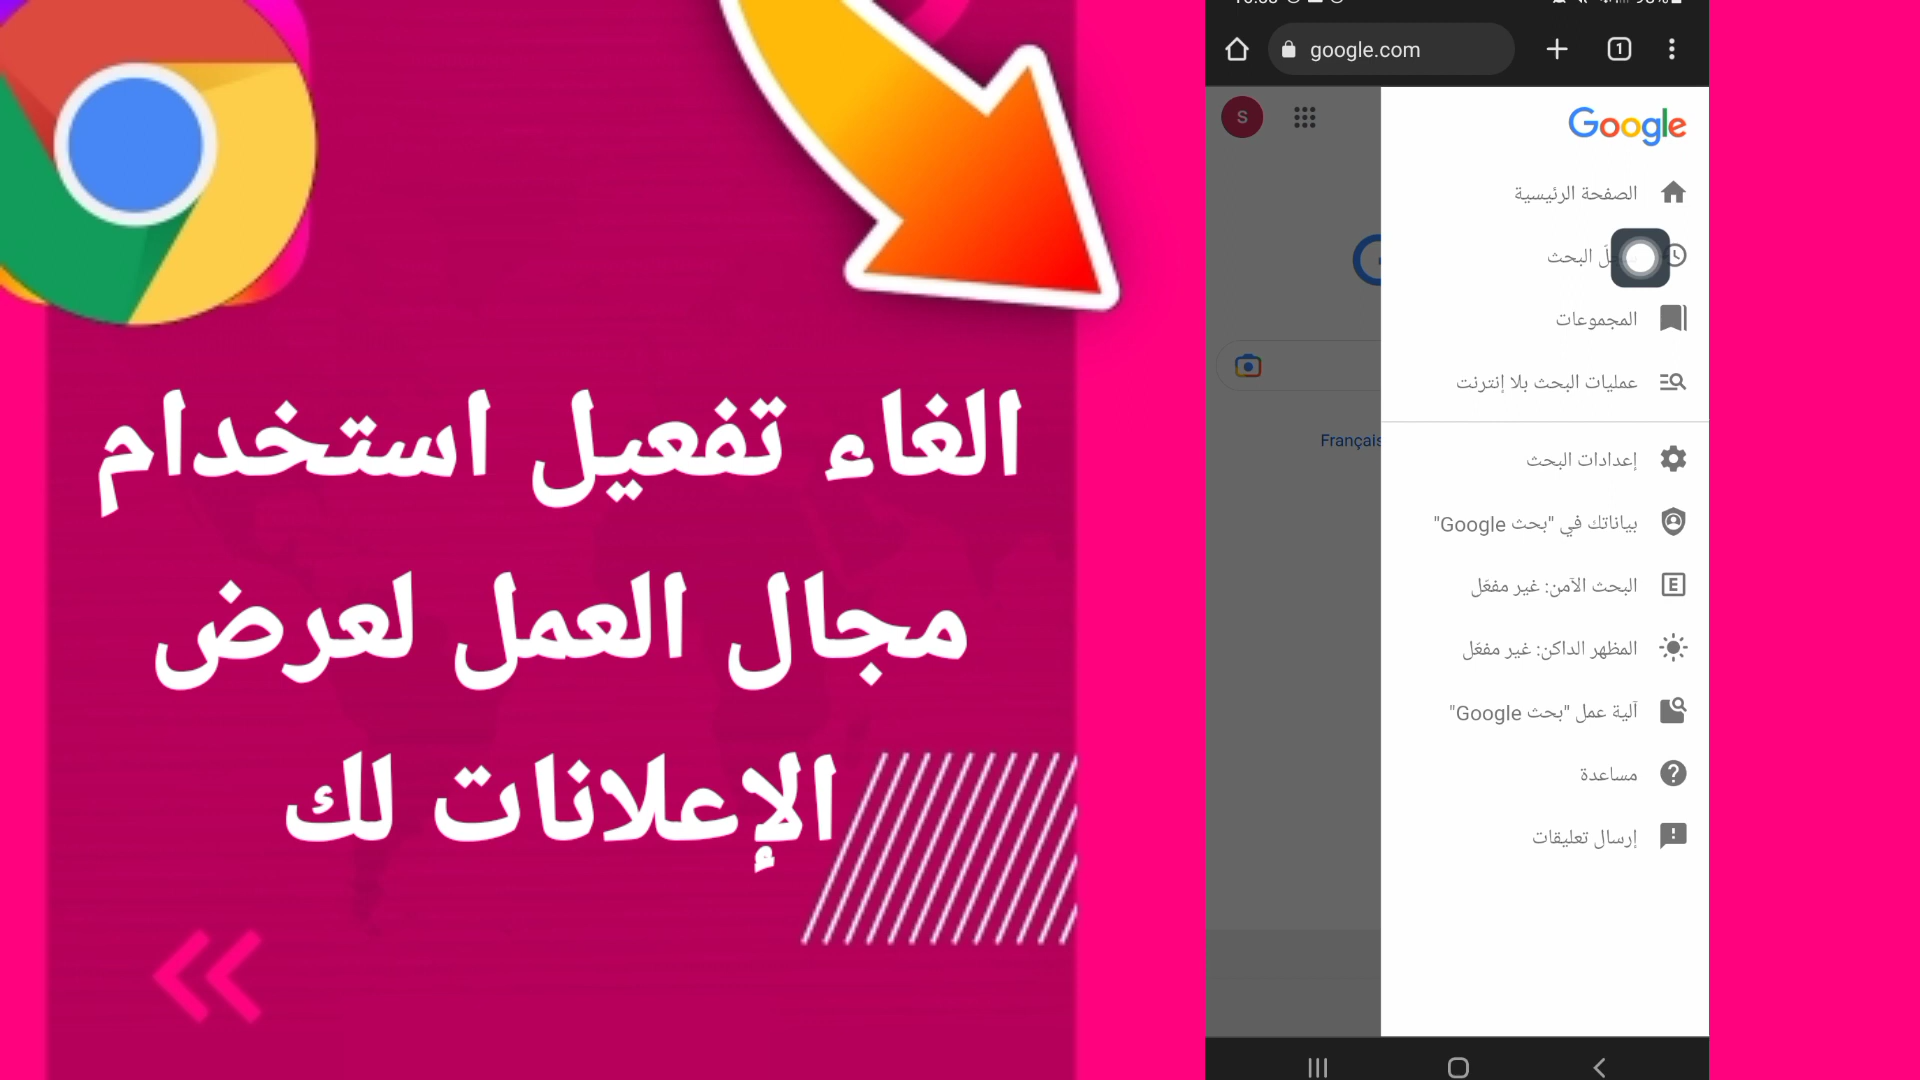 الغاء تفعيل استخدام
مجال العمل لعرض
الإعلانات لك
google.com
1
S
Google
الصفحة الرئيسية
البحث
المجموعات
عمليات البحث بلا إنترنت
Français
إعدادات البحث
بياناتك في "بحث Google"
E
البحث الآمن: غير مفعّل
المظهر الداكن: غير مفعّل
آلية عمل "بحث Google"
مساعدة
إرسال تعليقات